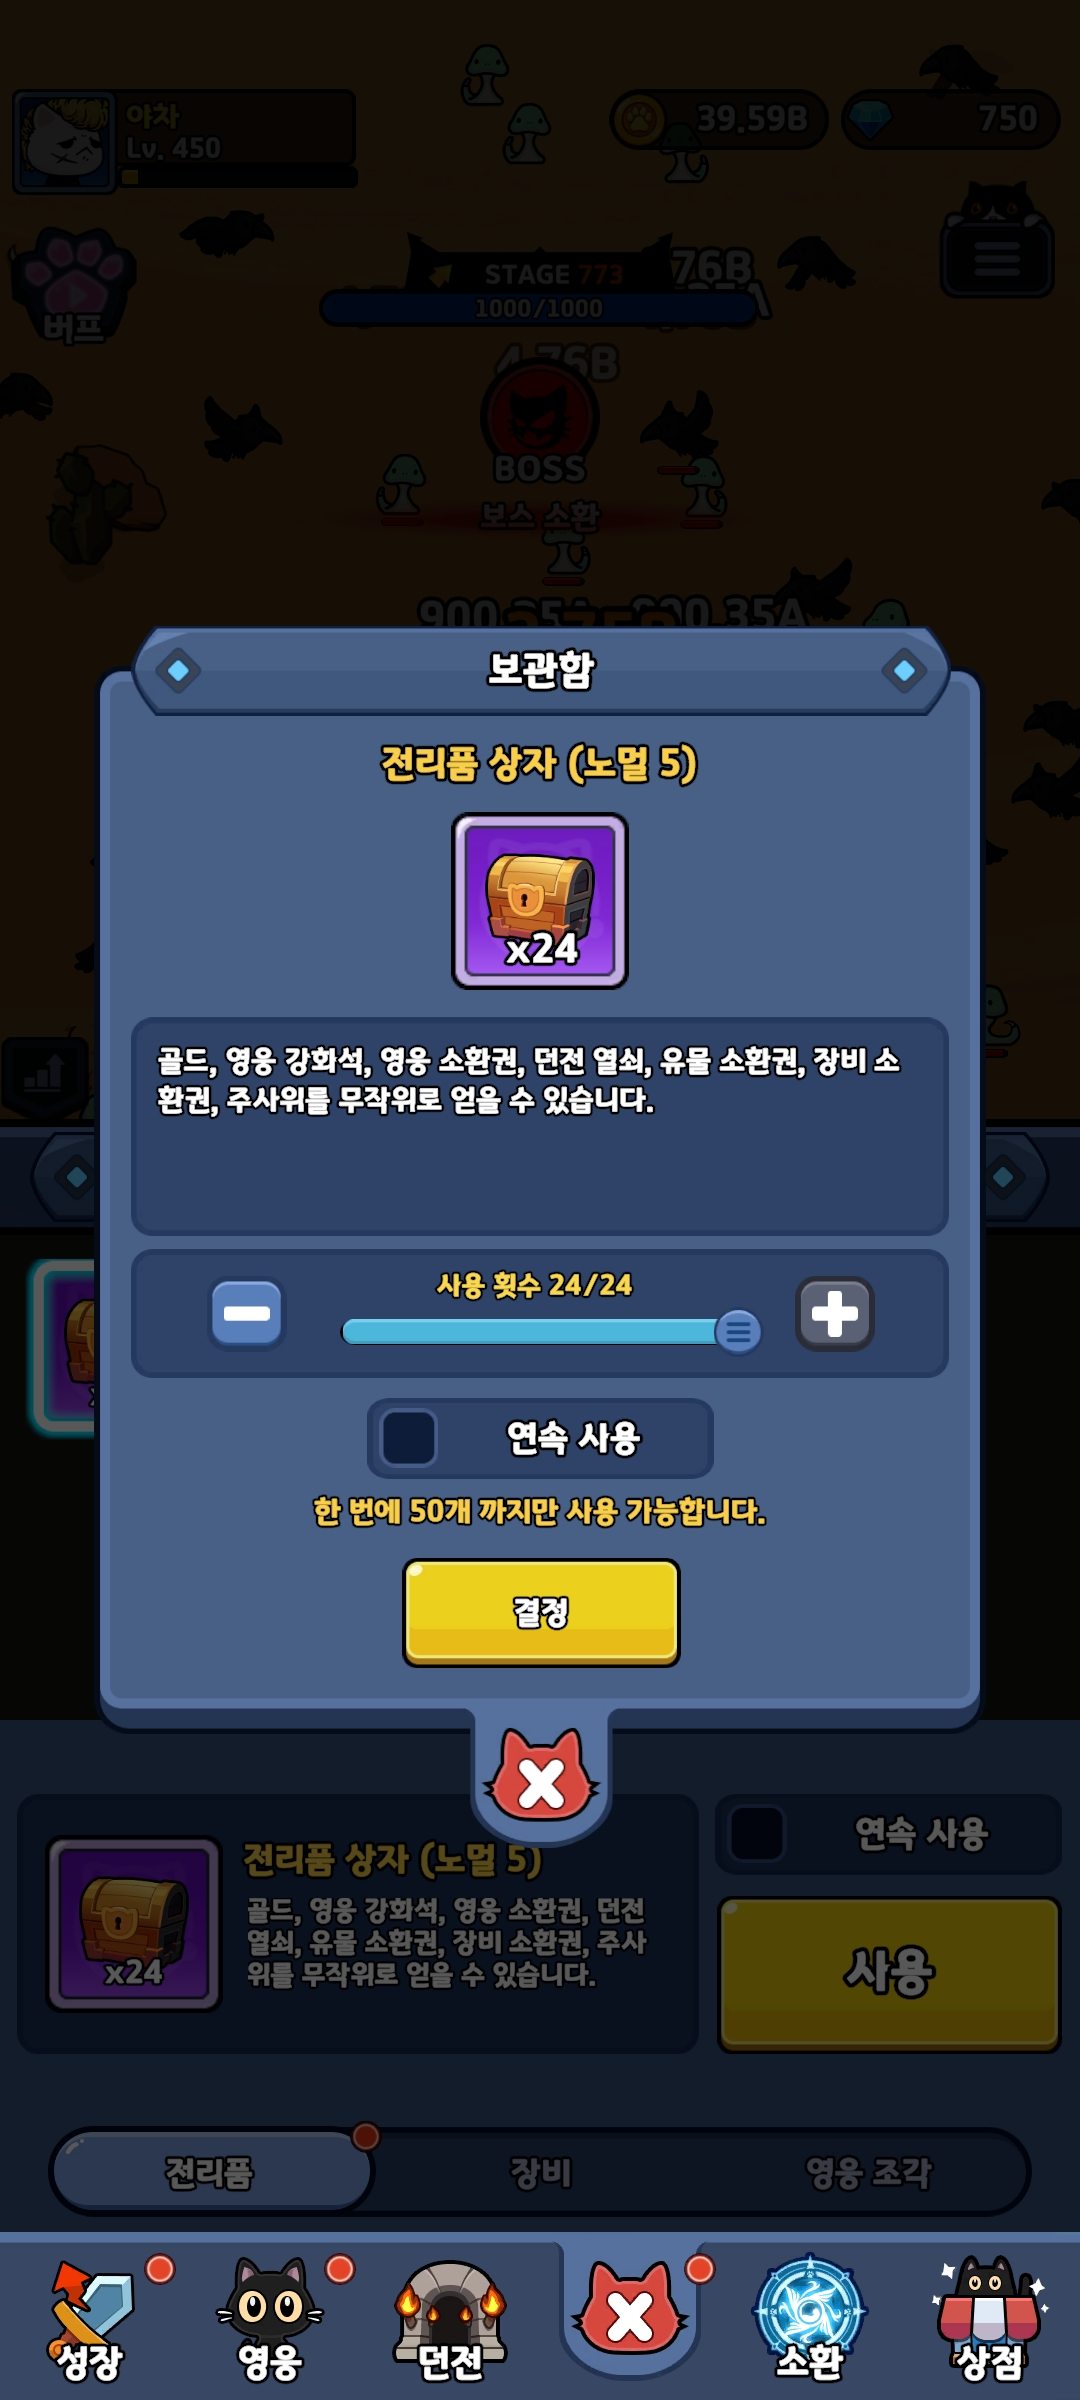 야차
Lv. 450
39.59B
750
버프
STAGE 773
76B
1000/1000
4.76B
BOSS
보스 소환
보관함
전리품 상자 (노멀 5)
x24
골드, 영웅 강화석, 영웅 소환권, 던전 열쇠, 유물 소환권, 장비 소
환권, 주사위를 무작위로 얻을 수 있습니다.
사용 횟수 24/24
연속 사용
한 번에 50개 까지만 사용 가능합니다.
결정
전리품 상자 (노멀 5)
골드, 영웅 강화석, 영웅 소환권, 던전
열쇠, 유물 소환권, 장비 소환권, 주사
위를 무작위로 얻을 수 있습니다.
x24
연속 사용
사용
전리품
장비
영웅 조각
성장
영웅
던전
소환
상점